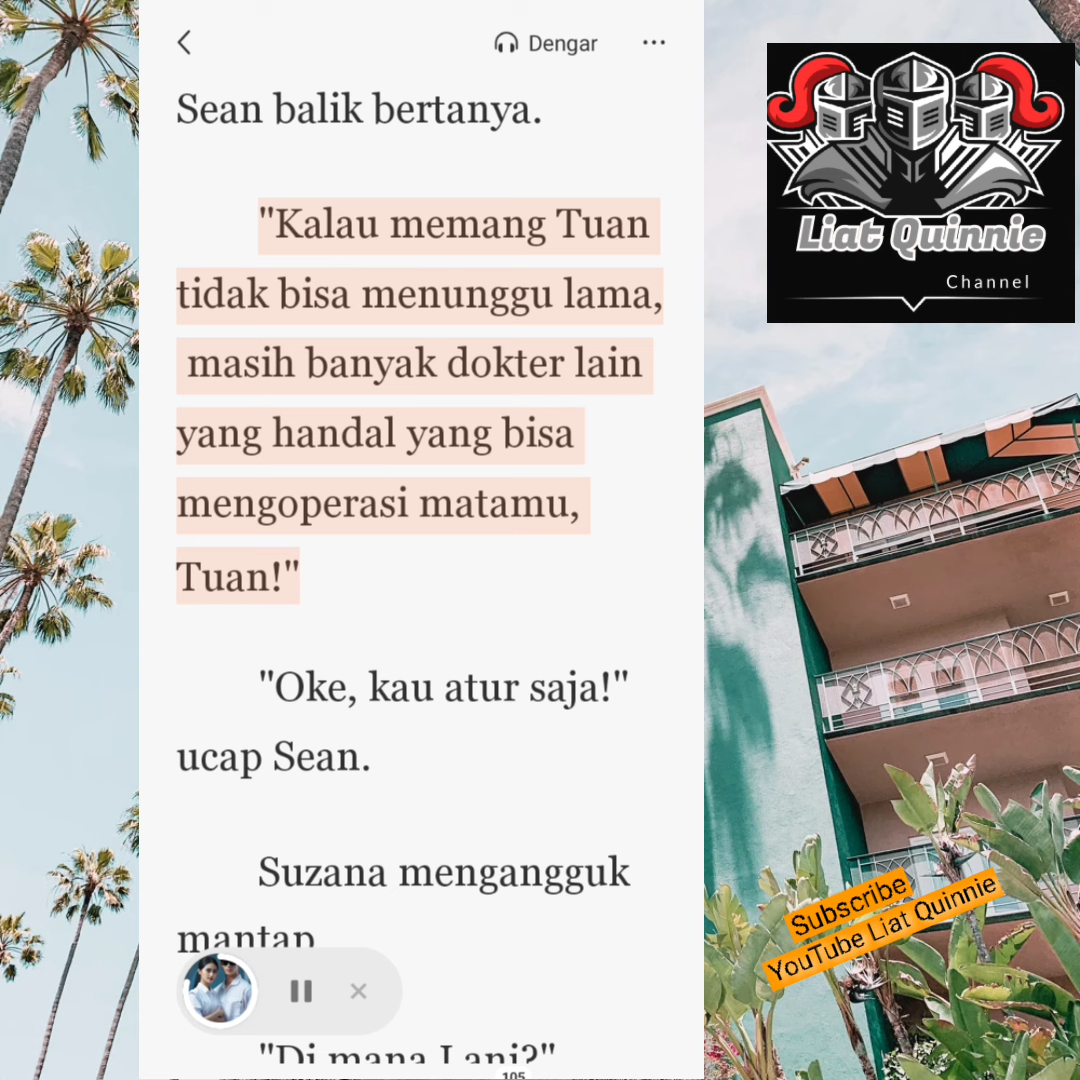 Dengar
Sean balik bertanya.
"Kalau memang Tuan
tidak bisa menunggu lama,
masih banyak dokter lain
yang handal yang bisa
mengoperasi matamu,
Tuan!"
"Oke, kau atur saja!"
ucap Sean.
Suzana mengangguk
mantap
"Di mana Lani?"
105
Liat Quinnie
Channel
Subscribe
YouTube Liat Quinnie